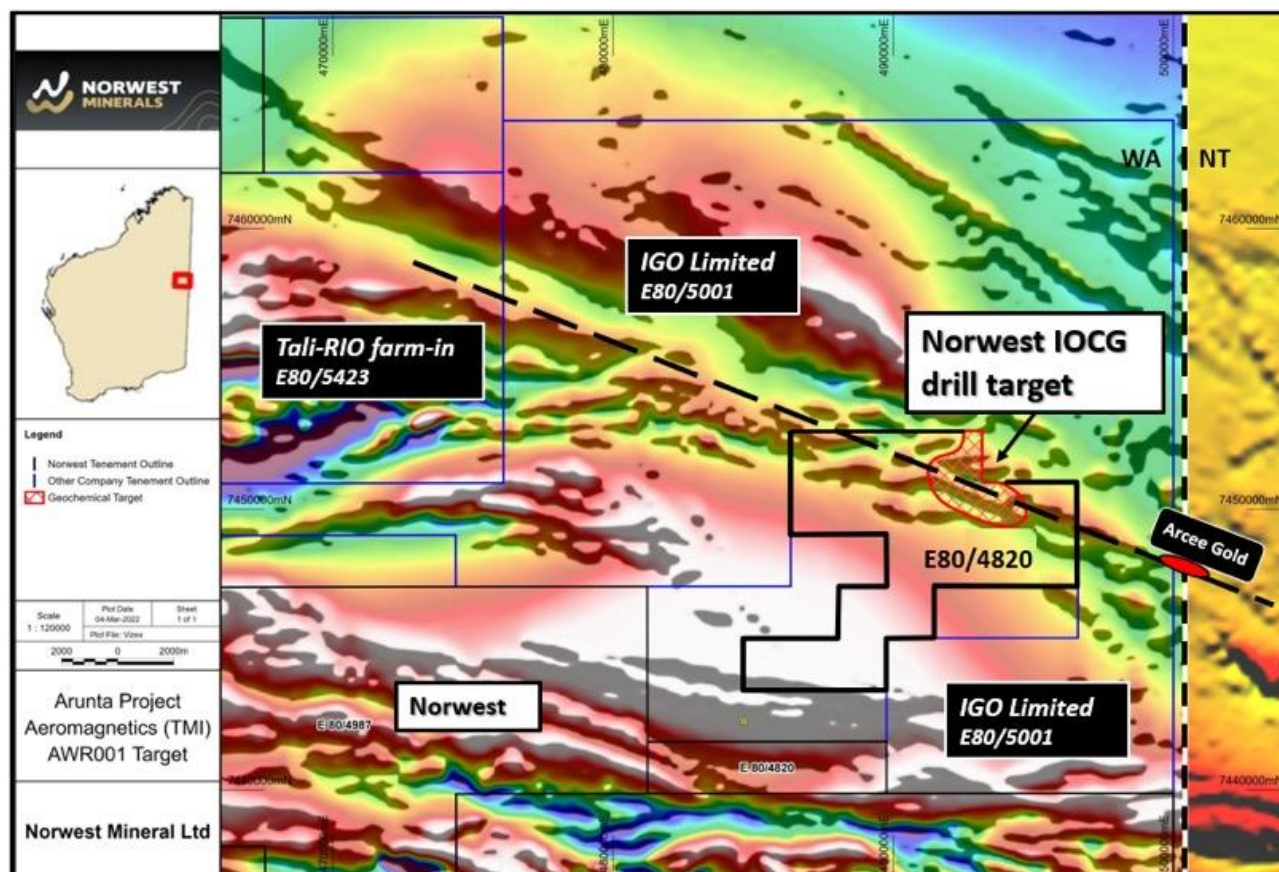 NORWEST
MINERALS
Legend
Norwest Tenement Outline
Other Company Tenement Outline
Geochemical Target
Scale
1 : 120000
Plot Date
04-Mar-2022
Sheet
1 of 1
Plot File: Vizex
2000 0 2000m
Arunta Project
Aeromagnetics (TMI)
AWR001 Target
Norwest Mineral Ltd
470000mE
490000mE
500000mE
WA
NT
7460000mN
7460000mN
IGO Limited
E80/5001
Tali-RIO farm-in
E80/5423
Norwest IOCG
drill target
7450000mN
7450000mN
Arcee Gold
E80/4820
Norwest
E 80/4987
IGO Limited
E80/5001
E 80/4820
7440000mN